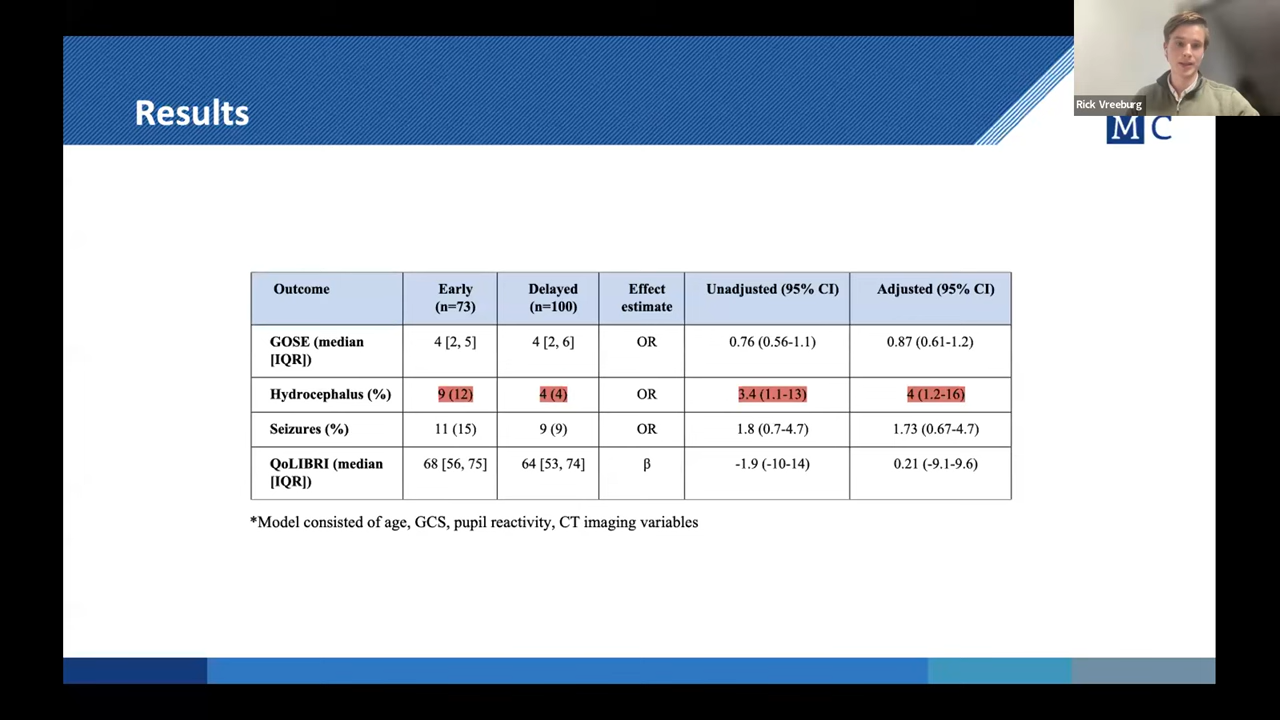 Results
Rick Vreeburg
M C
Outcome Early (n=73) Delayed (n=100) Effect estimate Unadjusted (95% CI) Adjusted (95% CI)
GOSE (median [IQR]) 4 [2, 5] 4 [2, 6] OR 0.76 (0.56-1.1) 0.87 (0.61-1.2)
Hydrocephalus (%) 9 (12) 4 (4) OR 3.4 (1.1-13) 4 (1.2-16)
Seizures (%) 11 (15) 9 (9) OR 1.8 (0.7-4.7) 1.73 (0.67-4.7)
QoLIBRI (median [IQR]) 68 [56, 75] 64 [53, 74] β -1.9 (-10-14) 0.21 (-9.1-9.6)
*Model consisted of age, GCS, pupil reactivity, CT imaging variables